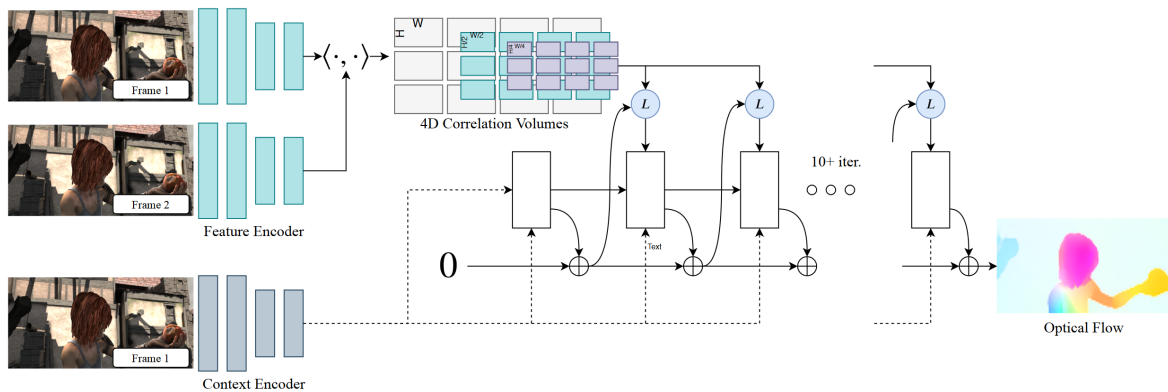 Frame 1
Frame 2
Feature Encoder
⟨·, ·⟩
H
W
H/2
W/2
H/4
W/4
4D Correlation Volumes
L
L
L
10+ iter.
0
Text
Frame 1
Context Encoder
Optical Flow